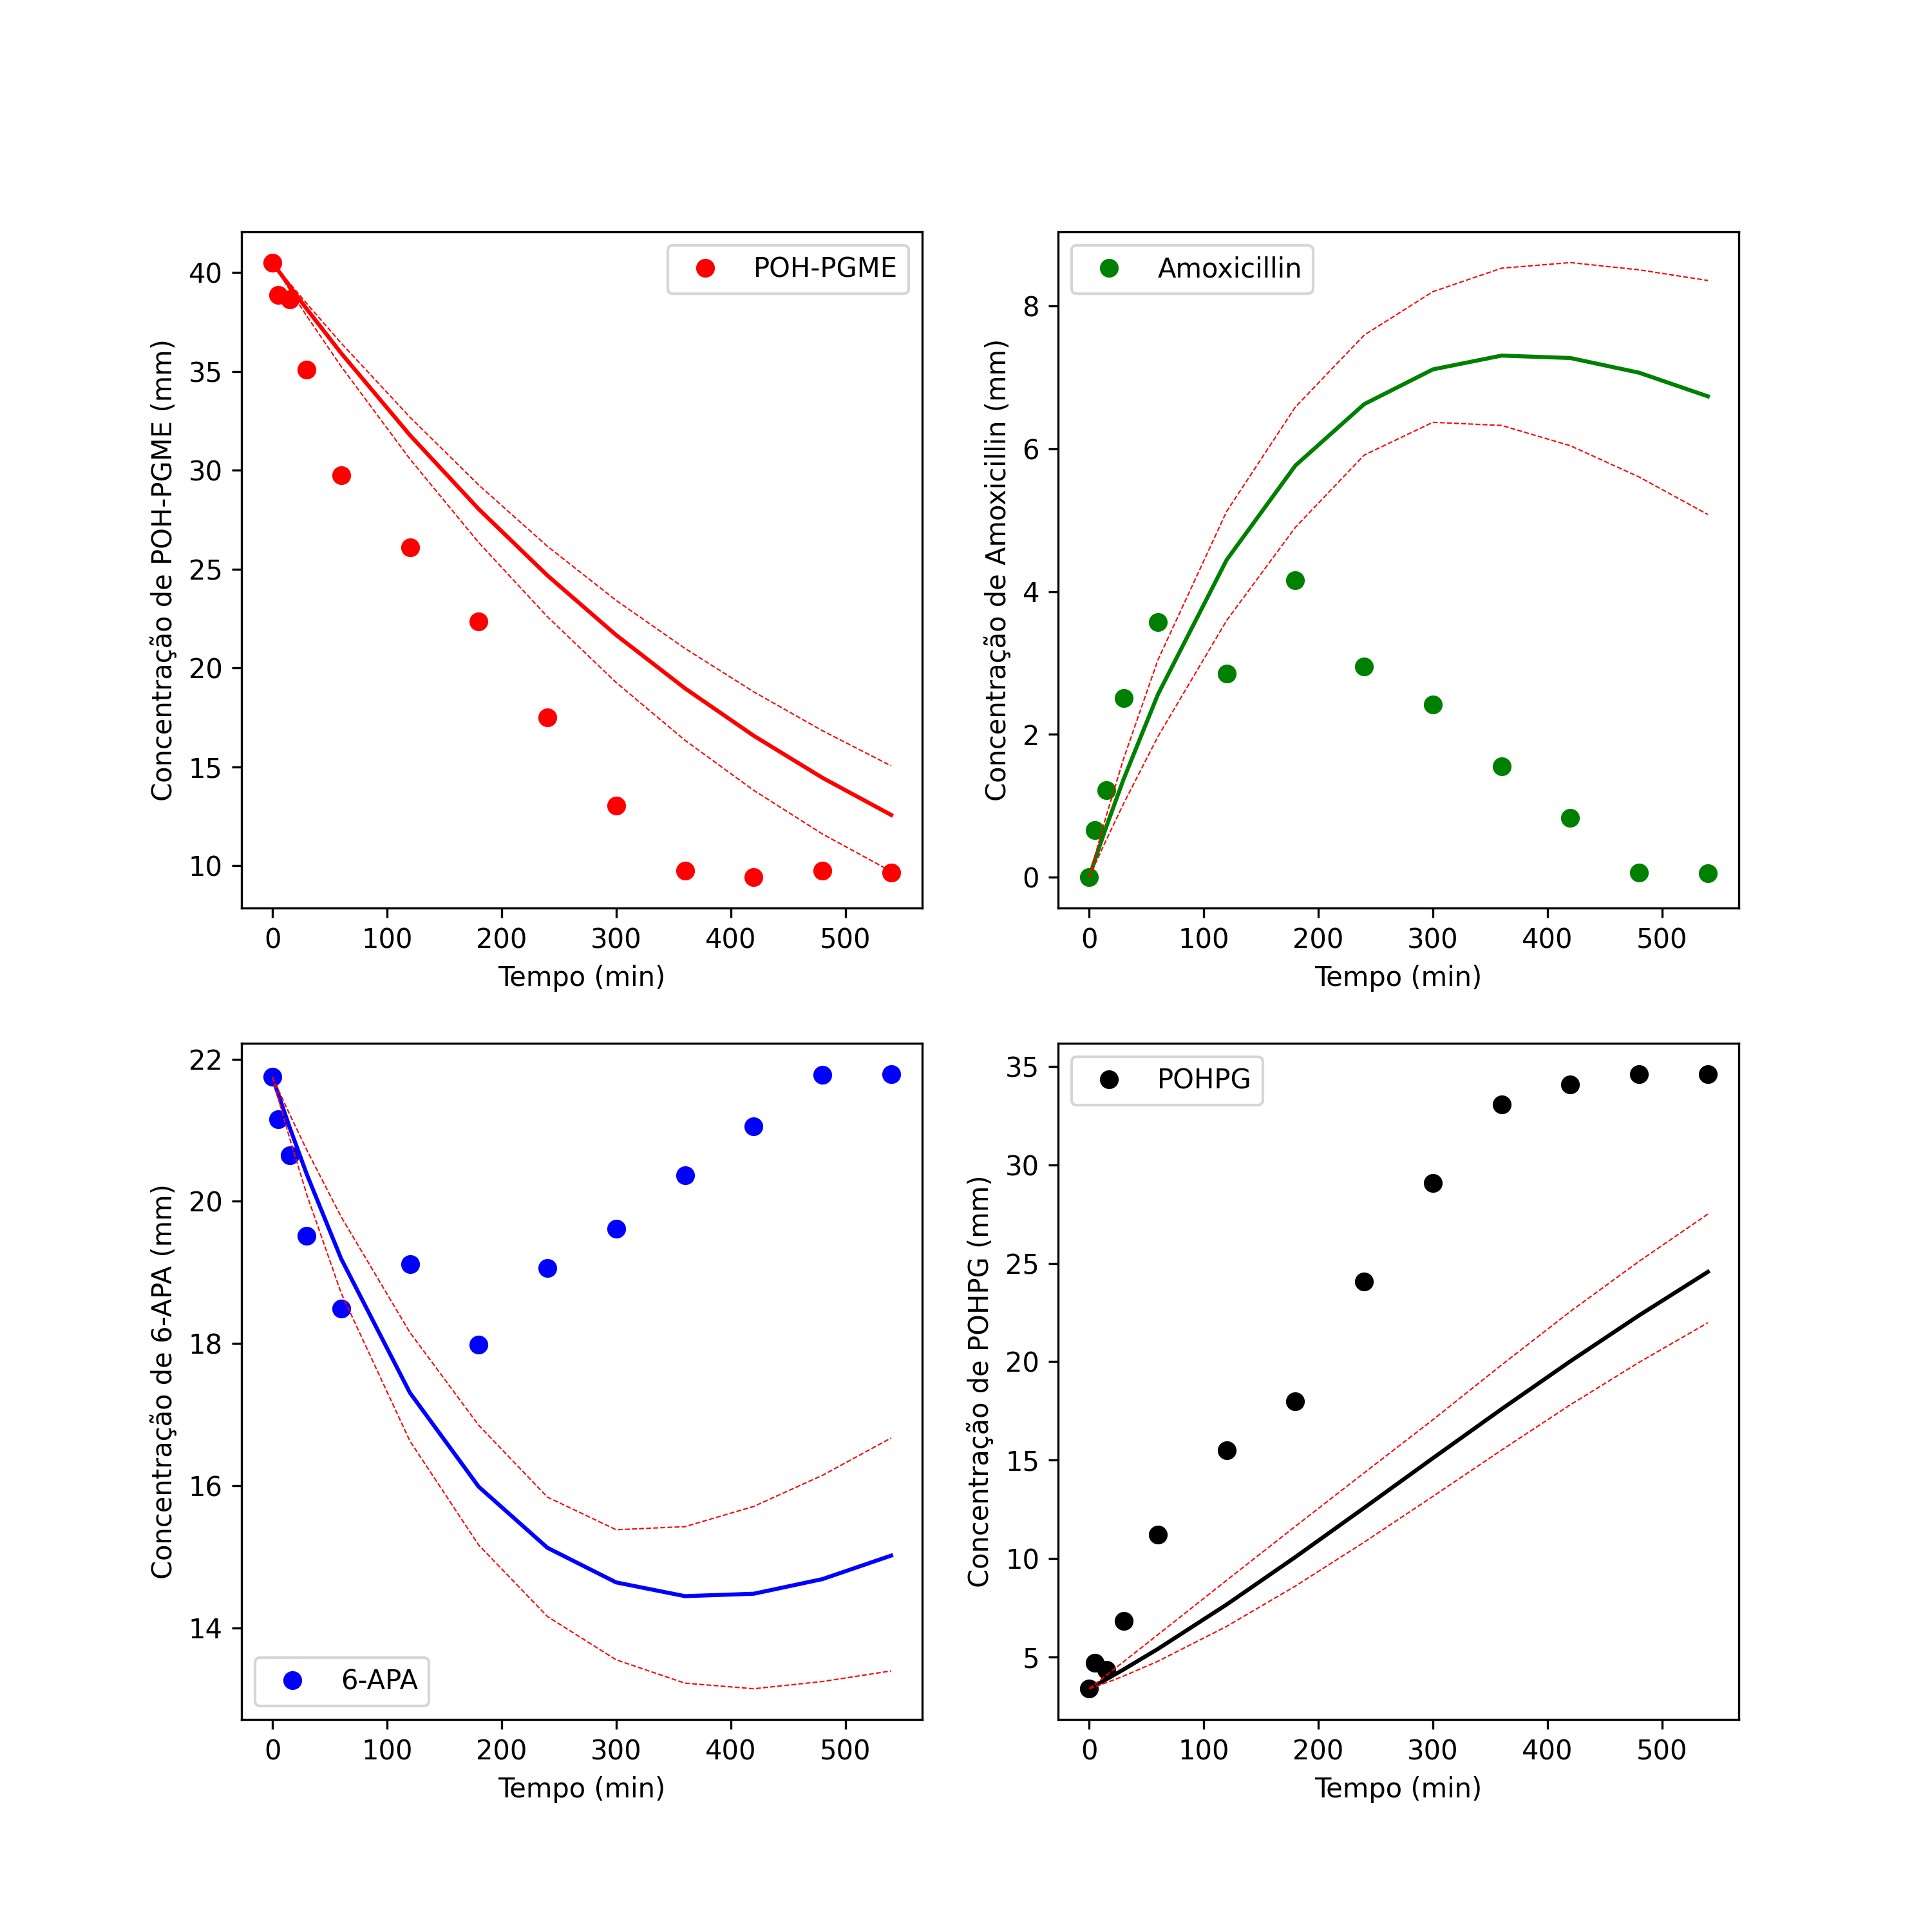 POH-PGME
40
35
30
25
20
15
10
Concentração de POH-PGME (mm)
0 100 200 300 400 500
Tempo (min)
Amoxicillin
8
6
4
2
0
Concentração de Amoxicillin (mm)
0 100 200 300 400 500
Tempo (min)
22
20
18
16
14
Concentração de 6-APA (mm)
6-APA
0 100 200 300 400 500
Tempo (min)
POHPG
35
30
25
20
15
10
5
Concentração de POHPG (mm)
0 100 200 300 400 500
Tempo (min)